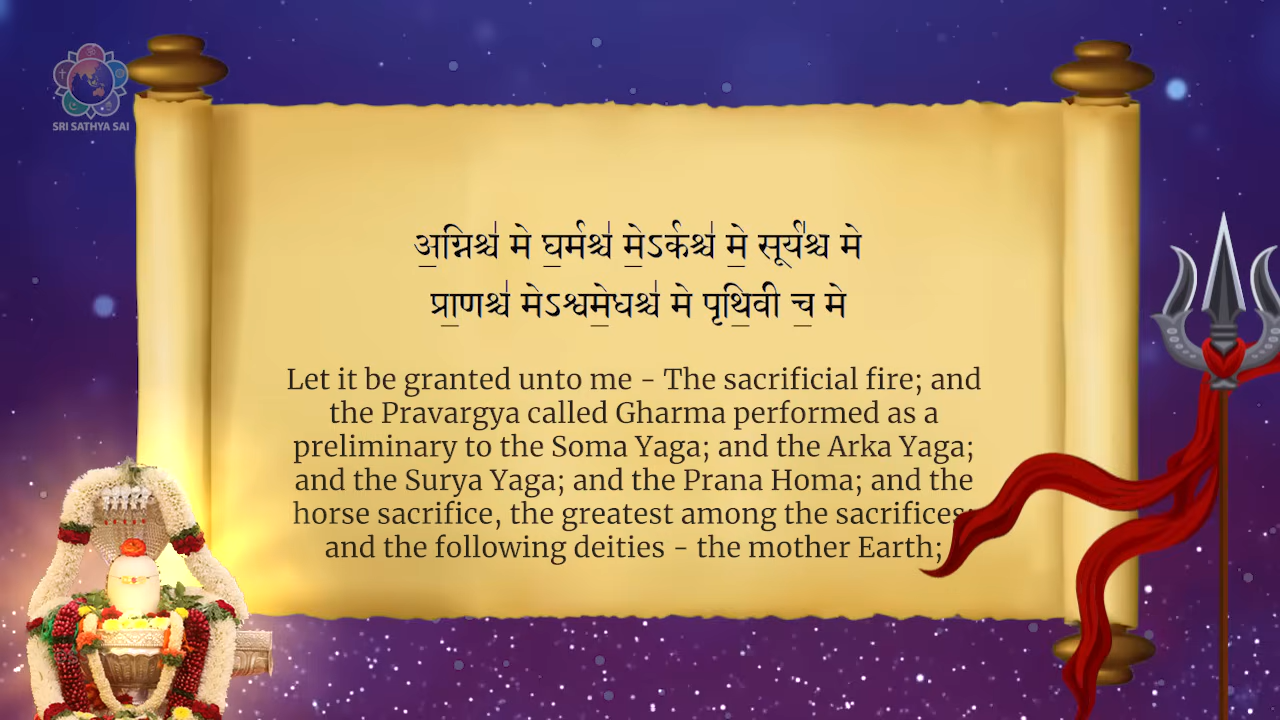 SRI SATHYA SAI
अ॒ग्निश्च॑ मे घ॒र्मश्च॑ मे॒ऽर्कश्च॑ मे॒ सूर्य॑श्च मे
प्रा॒णश्च॑ मेऽश्वमे॒धश्च॑ मे पृथि॒वी च॒ मे
Let it be granted unto me - The sacrificial fire; and
the Pravargya called Gharma performed as a
preliminary to the Soma Yaga; and the Arka Yaga;
and the Surya Yaga; and the Prana Homa; and the
horse sacrifice, the greatest among the sacrifices;
and the following deities - the mother Earth;